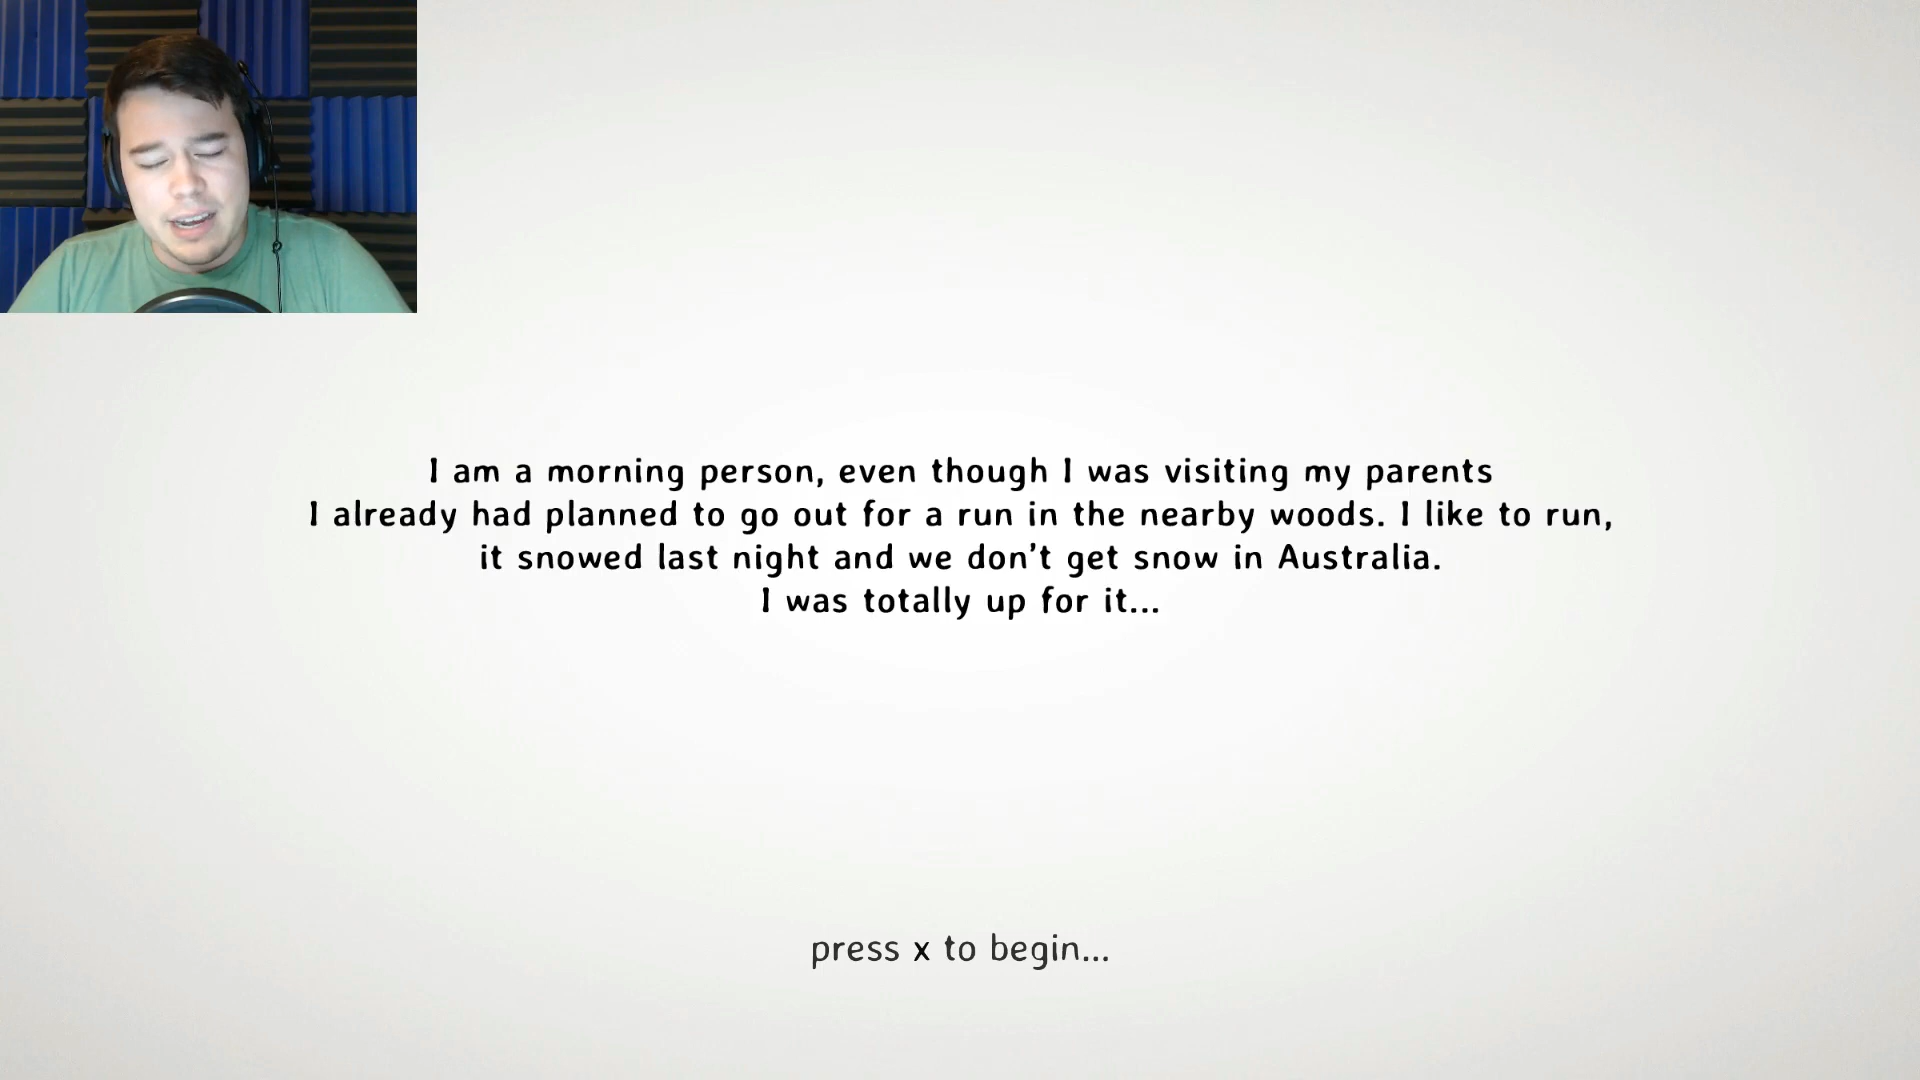 I am a morning person, even though I was visiting my parents
I already had planned to go out for a run in the nearby woods. I like to run,
it snowed last night and we don't get snow in Australia.
I was totally up for it...
press x to begin...